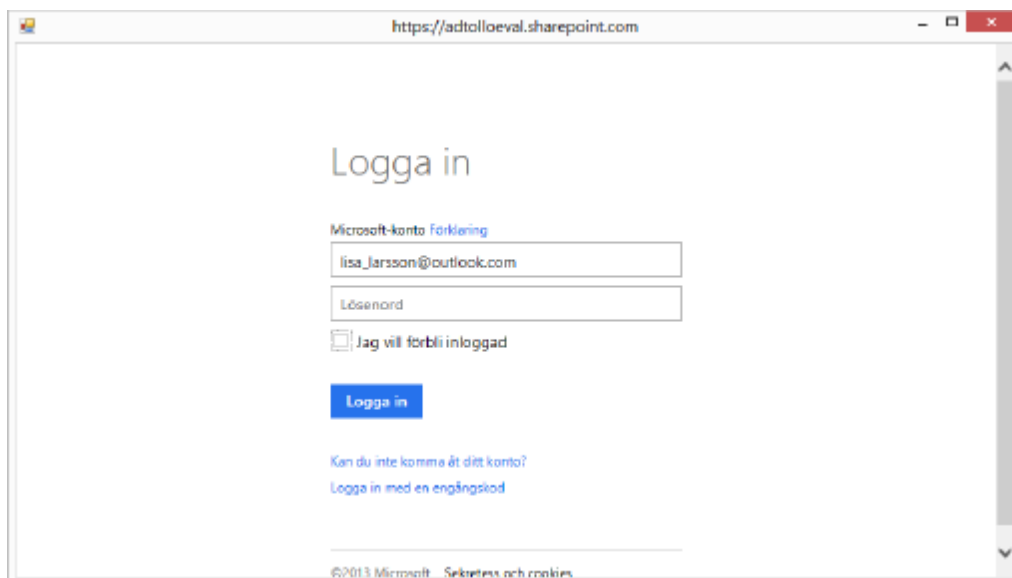 https://adtolloeval.sharepoint.com
Logga in
Microsoft-konto Förklaring
lisa_larsson@outlook.com
Lösenord
Jag vill förbli inloggad
Logga in
Kan du inte komma åt ditt konto?
Logga in med en engångskod
©2013 Microsoft Sekretess och cookies